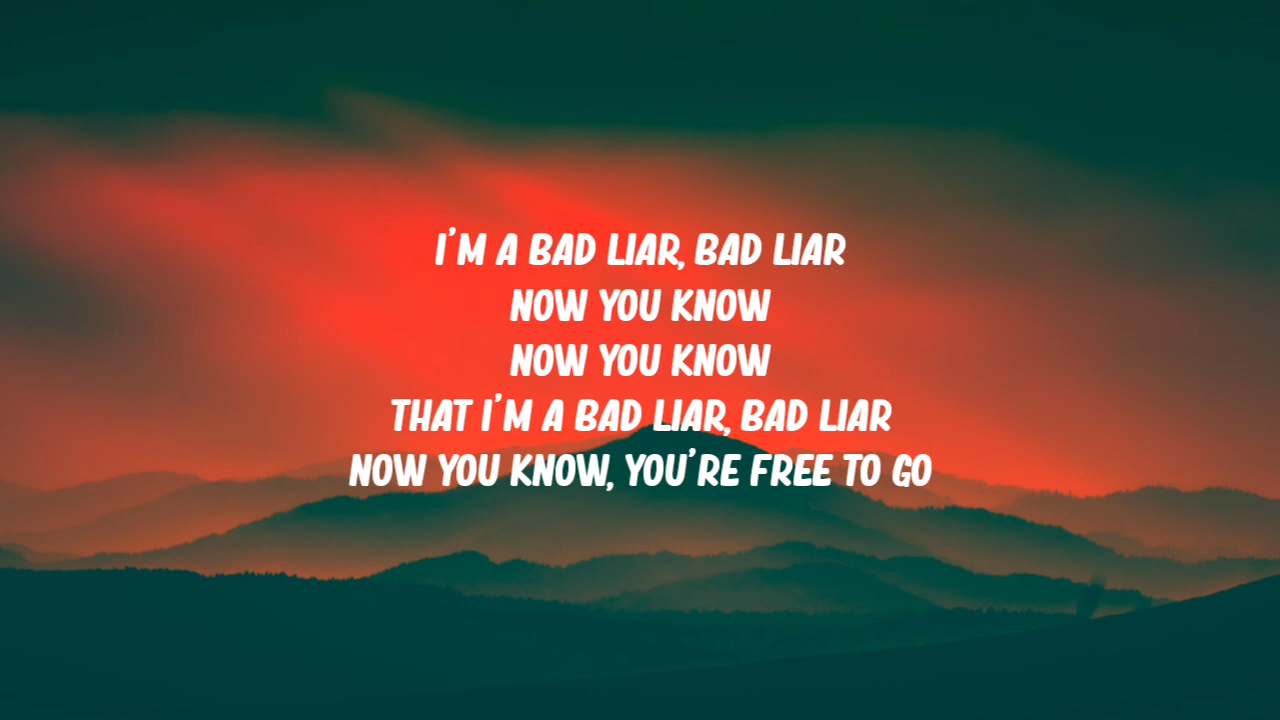 I'M A BAD LIAR, BAD LIAR
NOW YOU KNOW
NOW YOU KNOW
THAT I'M A BAD LIAR, BAD LIAR
NOW YOU KNOW, YOU'RE FREE TO GO